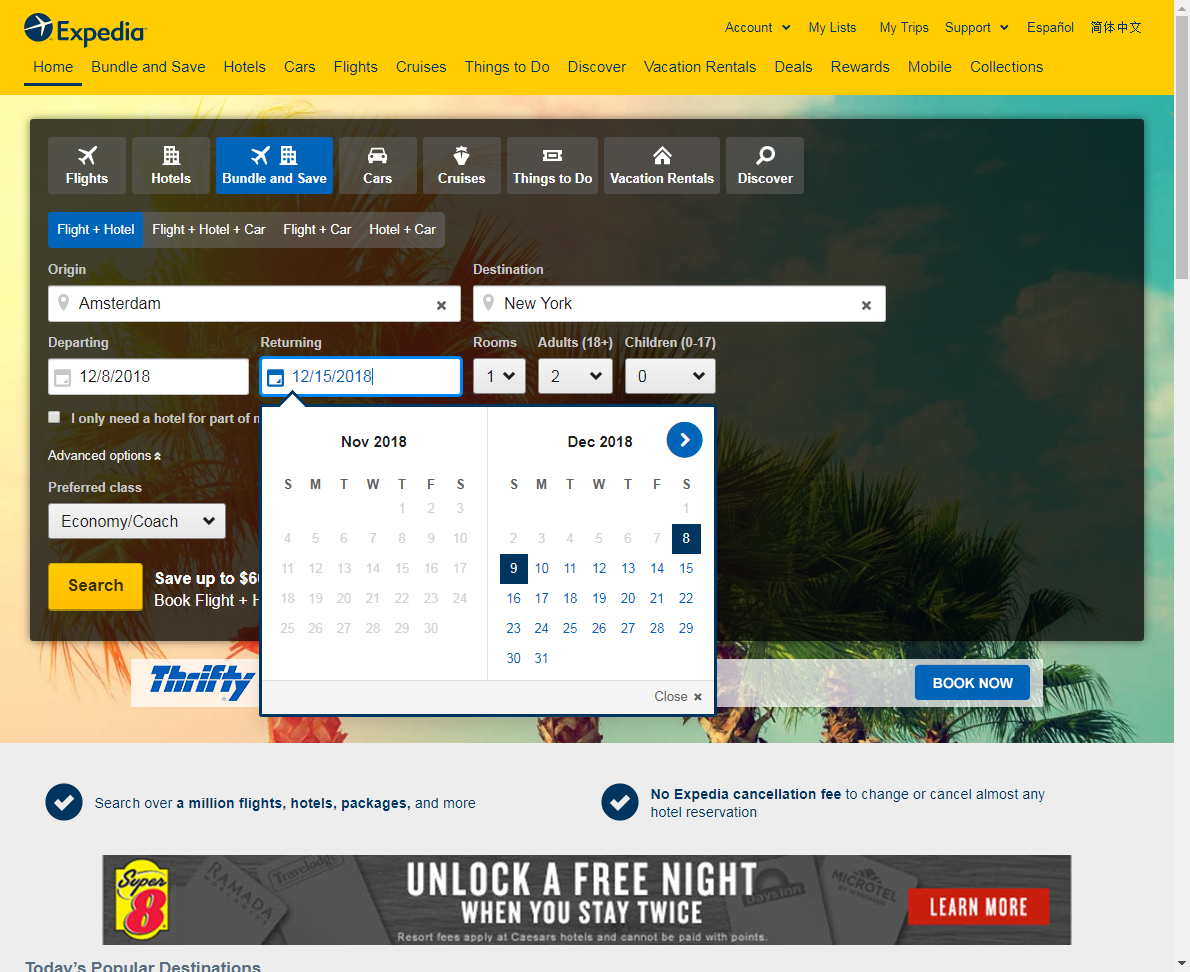 Expedia
Account My Lists My Trips Support Español 简体中文
Home Bundle and Save Hotels Cars Flights Cruises Things to Do Discover Vacation Rentals Deals Rewards Mobile Collections
Flights Hotels Bundle and Save Cars Cruises Things to Do Vacation Rentals Discover
Flight + Hotel Flight + Hotel + Car Flight + Car Hotel + Car
Origin Destination
Amsterdam New York
Departing Returning Rooms Adults (18+) Children (0-17)
12/8/2018 12/15/2018 1 2 0
I only need a hotel for part of
Advanced options
Preferred class
Economy/Coach
Search
Save up to $6
Book Flight +
Nov 2018
S M T W T F S
1 2 3
4 5 6 7 8 9 10
11 12 13 14 15 16 17
18 19 20 21 22 23 24
25 26 27 28 29 30
Dec 2018
S M T W T F S
1
2 3 4 5 6 7 8
9 10 11 12 13 14 15
16 17 18 19 20 21 22
23 24 25 26 27 28 29
30 31
Close
Thrifty
BOOK NOW
Search over a million flights, hotels, packages, and more
No Expedia cancellation fee to change or cancel almost any
hotel reservation
Super 8
RAMADA
Travelodge
UNLOCK A FREE NIGHT
WHEN YOU STAY TWICE
Resort fees apply at Caesars hotels and cannot be paid with points.
Days Inn
MICROTEL
LEARN MORE
Today's Popular Destinations